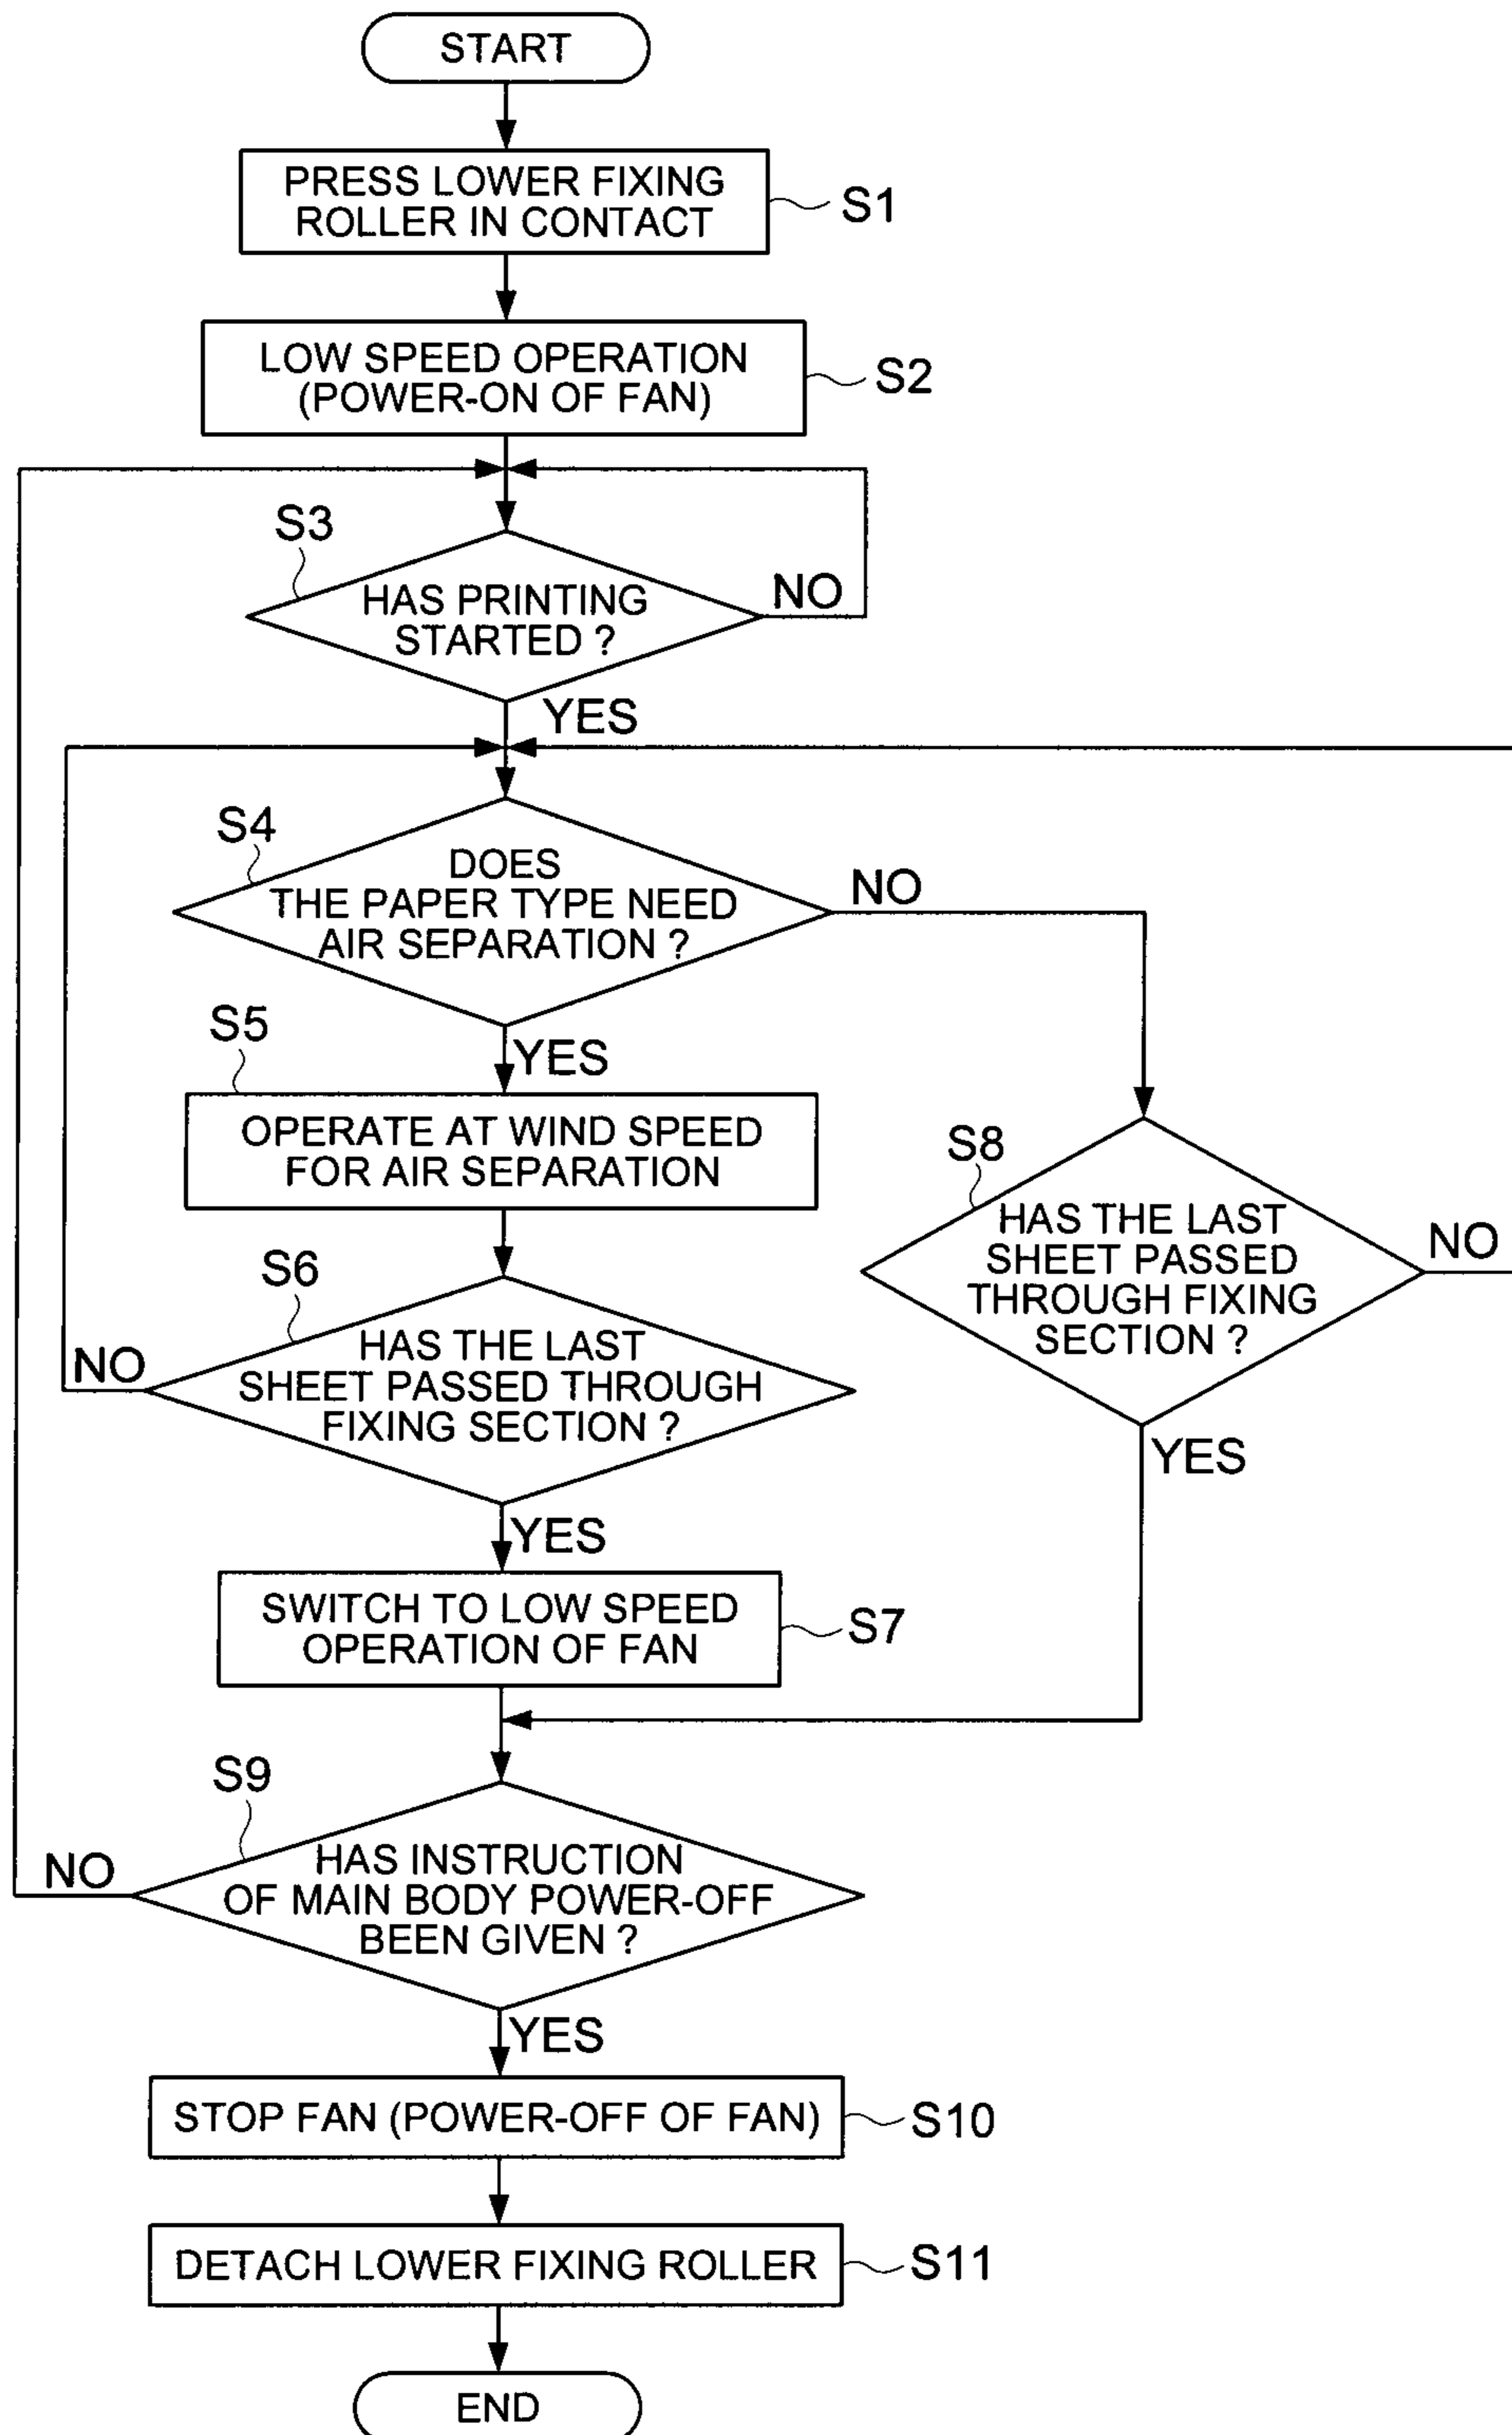 START
PRESS LOWER FIXING
ROLLER IN CONTACT
S1
LOW SPEED OPERATION
(POWER-ON OF FAN)
S2
S3
HAS PRINTING
STARTED ?
NO
YES
S4
DOES
THE PAPER TYPE NEED
AIR SEPARATION ?
NO
YES
S5
OPERATE AT WIND SPEED
FOR AIR SEPARATION
S8
HAS THE LAST
SHEET PASSED
THROUGH FIXING
SECTION ?
NO
YES
S6
HAS THE LAST
SHEET PASSED THROUGH
FIXING SECTION ?
NO
YES
SWITCH TO LOW SPEED
OPERATION OF FAN
S7
S9
HAS INSTRUCTION
OF MAIN BODY POWER-OFF
BEEN GIVEN ?
NO
YES
STOP FAN (POWER-OFF OF FAN)
S10
DETACH LOWER FIXING ROLLER
S11
END